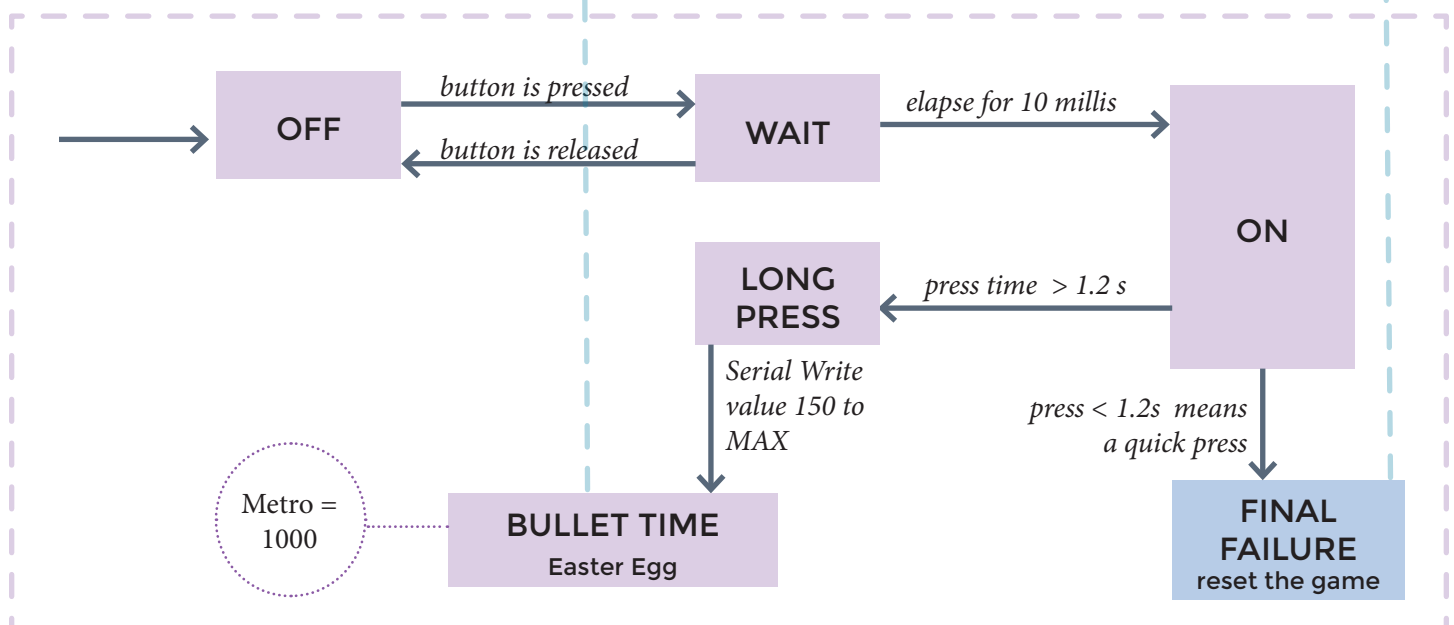 OFF
button is pressed
button is released
WAIT
elapse for 10 millis
ON
LONG
PRESS
press time > 1.2 s
Serial Write
value 150 to
MAX
press < 1.2s means
a quick press
Metro =
1000
BULLET TIME
Easter Egg
FINAL
FAILURE
reset the game